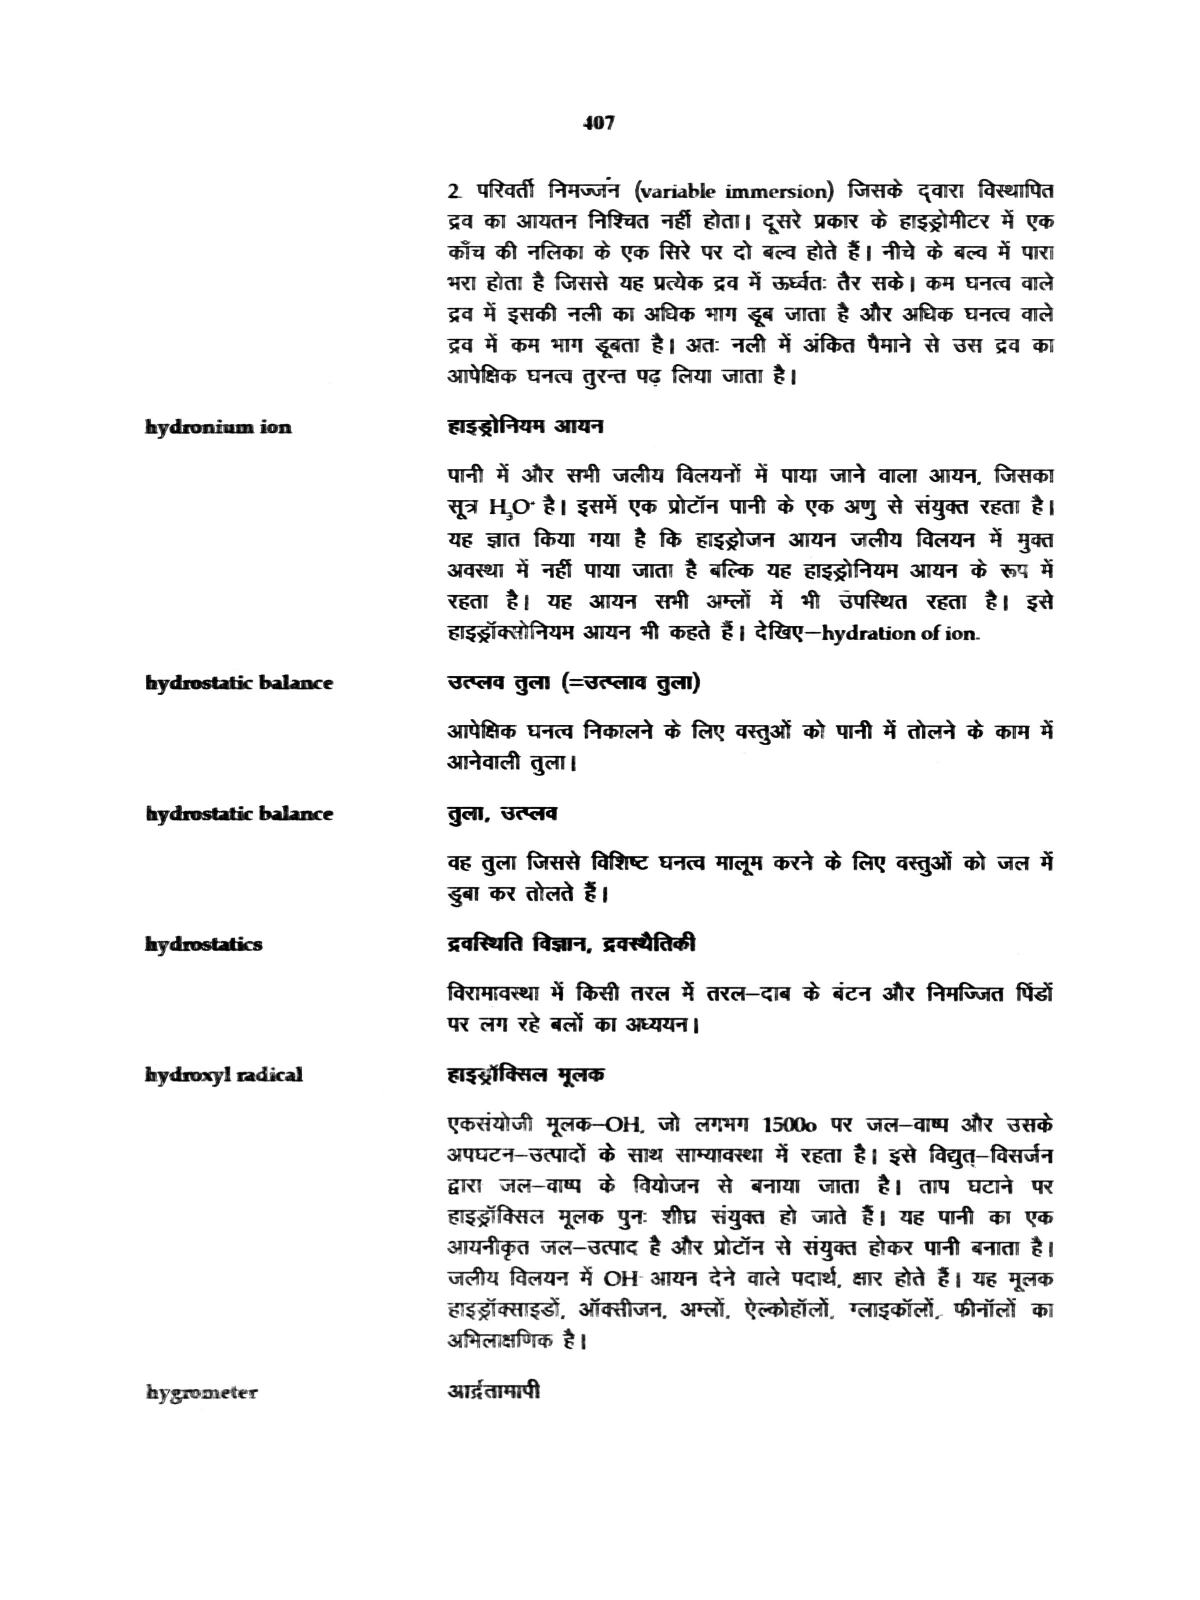 407
2. परिवर्ती निमज्जन (variable immersion) जिसके द्वारा विस्थापित
द्रव का आयतन निश्चित नहीं होता। दूसरे प्रकार के हाइड्रोमीटर में एक
काँच की नलिका के एक सिरे पर दो बल्व होते हैं। नीचे के बल्व में पारा
भरा होता है जिससे यह प्रत्येक द्रव में ऊर्ध्वतः तैर सके। कम घनत्व वाले
द्रव में इसकी नली का अधिक भाग डूब जाता है और अधिक घनत्व वाले
द्रव में कम भाग डूबता है। अतः नली में अंकित पैमाने से उस द्रव का
आपेक्षिक घनत्व तुरन्त पढ़ लिया जाता है।
hydronium ion हाइड्रोनियम आयन
पानी में और सभी जलीय विलयनों में पाया जाने वाला आयन, जिसका
सूत्र H₃O⁺ है। इसमें एक प्रोटॉन पानी के एक अणु से संयुक्त रहता है।
यह ज्ञात किया गया है कि हाइड्रोजन आयन जलीय विलयन में मुक्त
अवस्था में नहीं पाया जाता है बल्कि यह हाइड्रोनियम आयन के रूप में
रहता है। यह आयन सभी अम्लों में भी उपस्थित रहता है। इसे
हाइड्रॉक्सोनियम आयन भी कहते हैं। देखिए–hydration of ion.
hydrostatic balance उत्प्लव तुला (=उत्प्लाव तुला)
आपेक्षिक घनत्व निकालने के लिए वस्तुओं को पानी में तोलने के काम में
आनेवाली तुला।
hydrostatic balance तुला, उत्प्लव
वह तुला जिससे विशिष्ट घनत्व मालूम करने के लिए वस्तुओं को जल में
डुबा कर तोलते हैं।
hydrostatics द्रवस्थिति विज्ञान, द्रवस्थैतिकी
विरामावस्था में किसी तरल में तरल–दाब के बंटन और निमज्जित पिंडों
पर लग रहे बलों का अध्ययन।
hydroxyl radical हाइड्रॉक्सिल मूलक
एकसंयोजी मूलक–OH, जो लगभग 1500o पर जल–वाष्प और उसके
अपघटन–उत्पादों के साथ साम्यावस्था में रहता है। इसे विद्युत्–विसर्जन
द्वारा जल–वाष्प के वियोजन से बनाया जाता है। ताप घटाने पर
हाइड्रॉक्सिल मूलक पुनः शीघ्र संयुक्त हो जाते हैं। यह पानी का एक
आयनीकृत जल–उत्पाद है और प्रोटॉन से संयुक्त होकर पानी बनाता है।
जलीय विलयन में OH⁻ आयन देने वाले पदार्थ, क्षार होते हैं। यह मूलक
हाइड्रॉक्साइडों, ऑक्सीजन, अम्लों, ऐल्कोहॉलों, ग्लाइकॉलों, फीनॉलों का
अभिलाक्षणिक है।
hygrometer आर्द्रतामापी